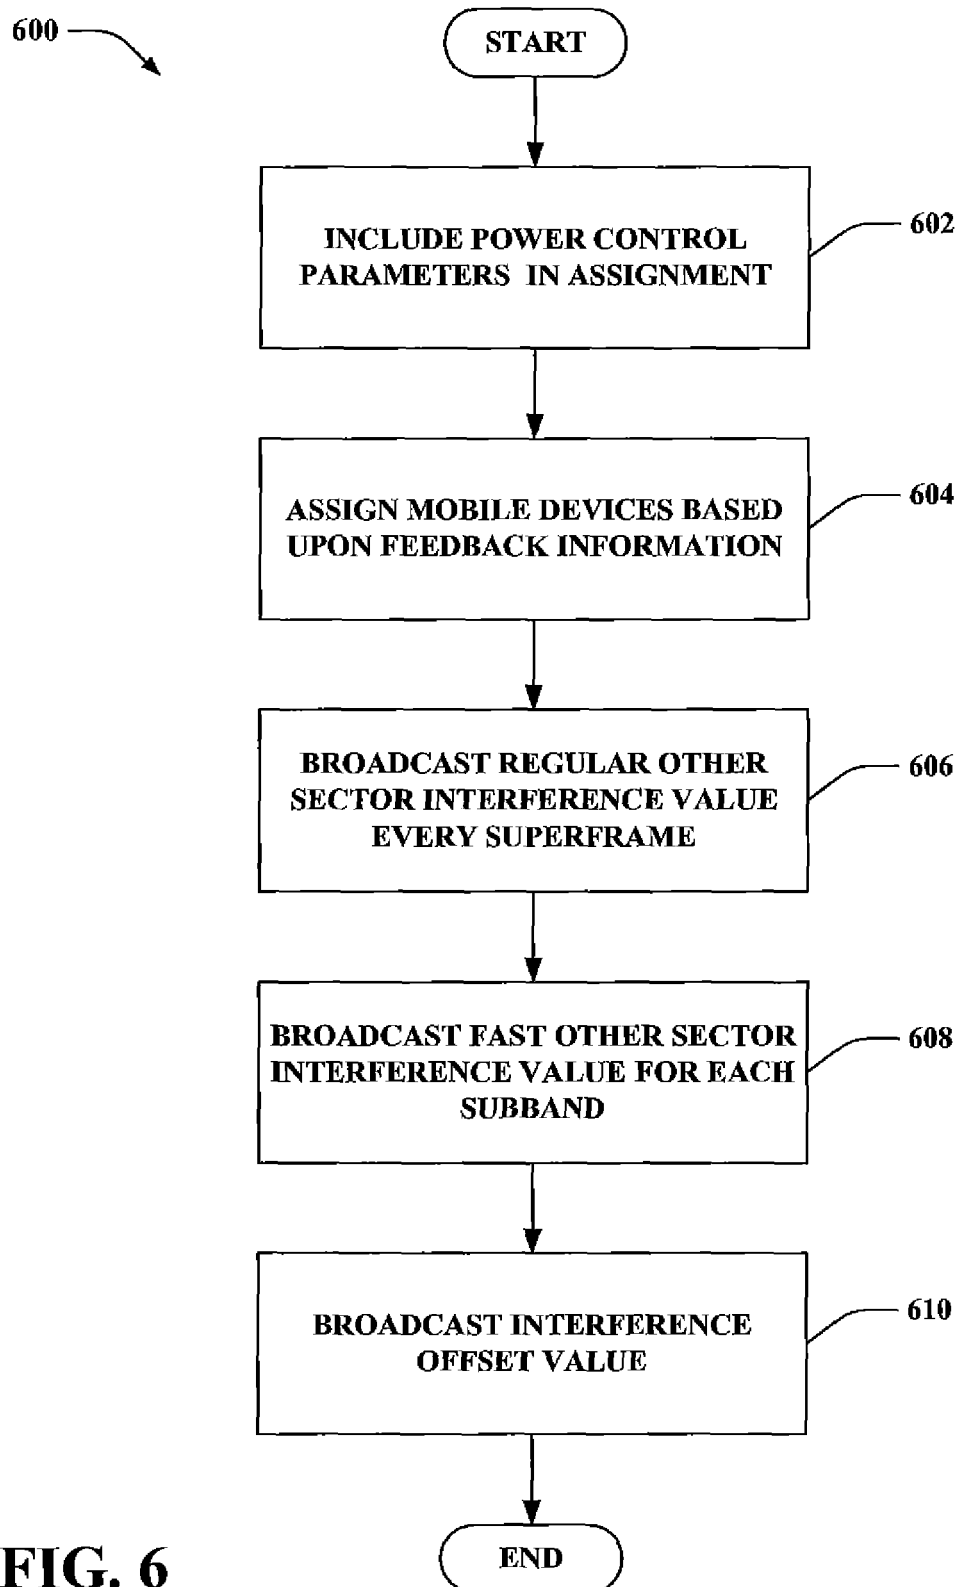 600
START
INCLUDE POWER CONTROL
PARAMETERS IN ASSIGNMENT
602
ASSIGN MOBILE DEVICES BASED
UPON FEEDBACK INFORMATION
604
BROADCAST REGULAR OTHER
SECTOR INTERFERENCE VALUE
EVERY SUPERFRAME
606
BROADCAST FAST OTHER SECTOR
INTERFERENCE VALUE FOR EACH
SUBBAND
608
BROADCAST INTERFERENCE
OFFSET VALUE
610
END
FIG. 6